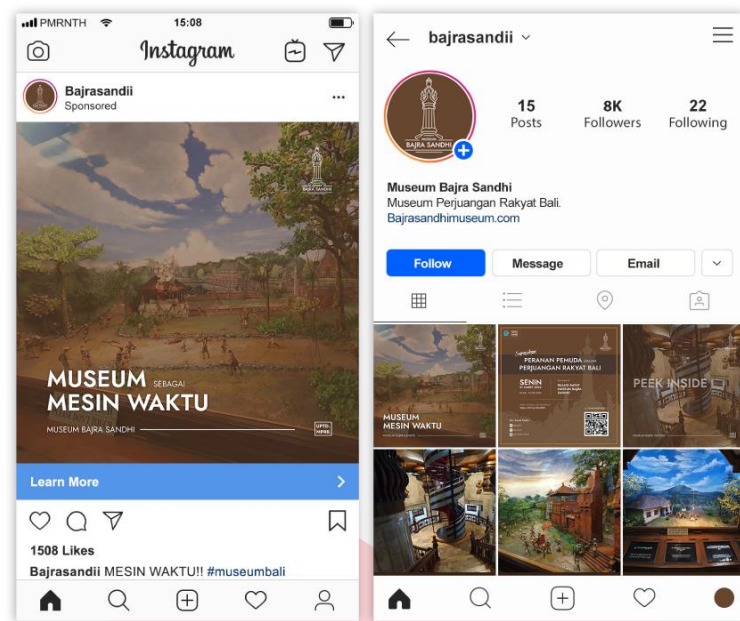 PMRNTH 15:08
Instagram
Bajrasandii
Sponsored
BAJRA SANDHI
MUSEUM SEBAGAI
MESIN WAKTU
MUSEUM BAJRA SANDHI
UPTD.
MPRB
Learn More
1508 Likes
Bajrasandii MESIN WAKTU!! #museumbali
bajrasandii
BAJRA SANDHI
15
Posts
8K
Followers
22
Following
Museum Bajra Sandhi
Museum Perjuangan Rakyat Bali.
Bajrasandhimuseum.com
Follow
Message
Email
MUSEUM
MESIN WAKTU
PERANAN PEMUDA
PERJUANGAN RAKYAT BALI
SENIN
PEEK INSIDE